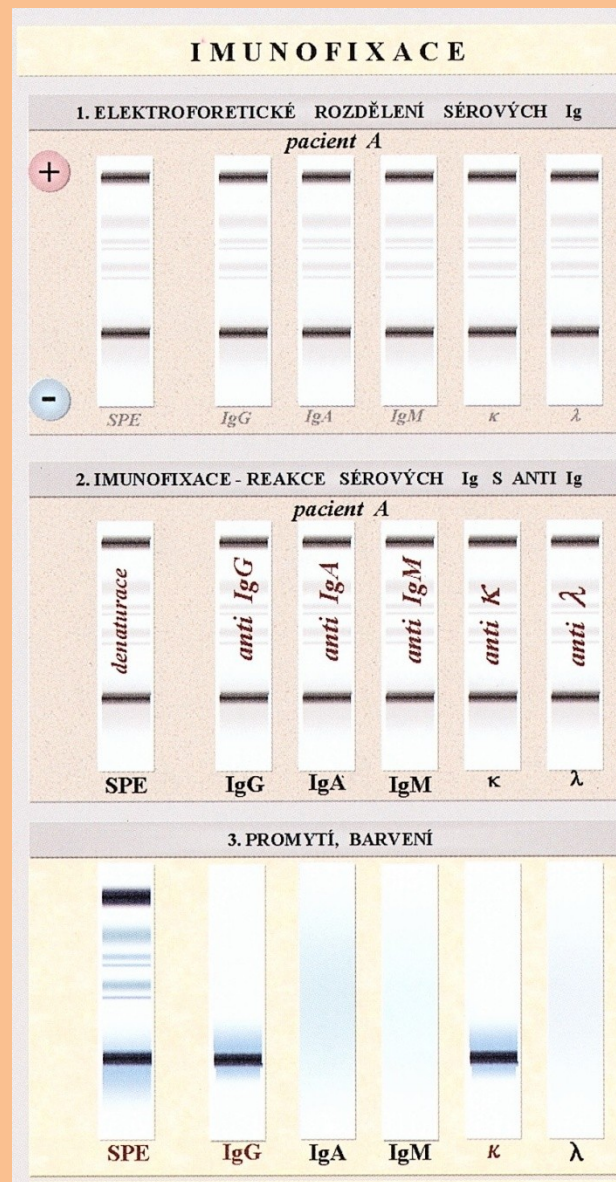 IMUNOFIXACE
1. ELEKTROFORETICKÉ ROZDĚLENÍ SÉROVÝCH Ig
pacient A
+
-
SPE IgG IgA IgM κ λ
2. IMUNOFIXACE - REAKCE SÉROVÝCH Ig S ANTI Ig
pacient A
denaturace anti IgG anti IgA anti IgM anti K anti λ
SPE IgG IgA IgM κ λ
3. PROMYTÍ, BARVENÍ
SPE IgG IgA IgM κ λ